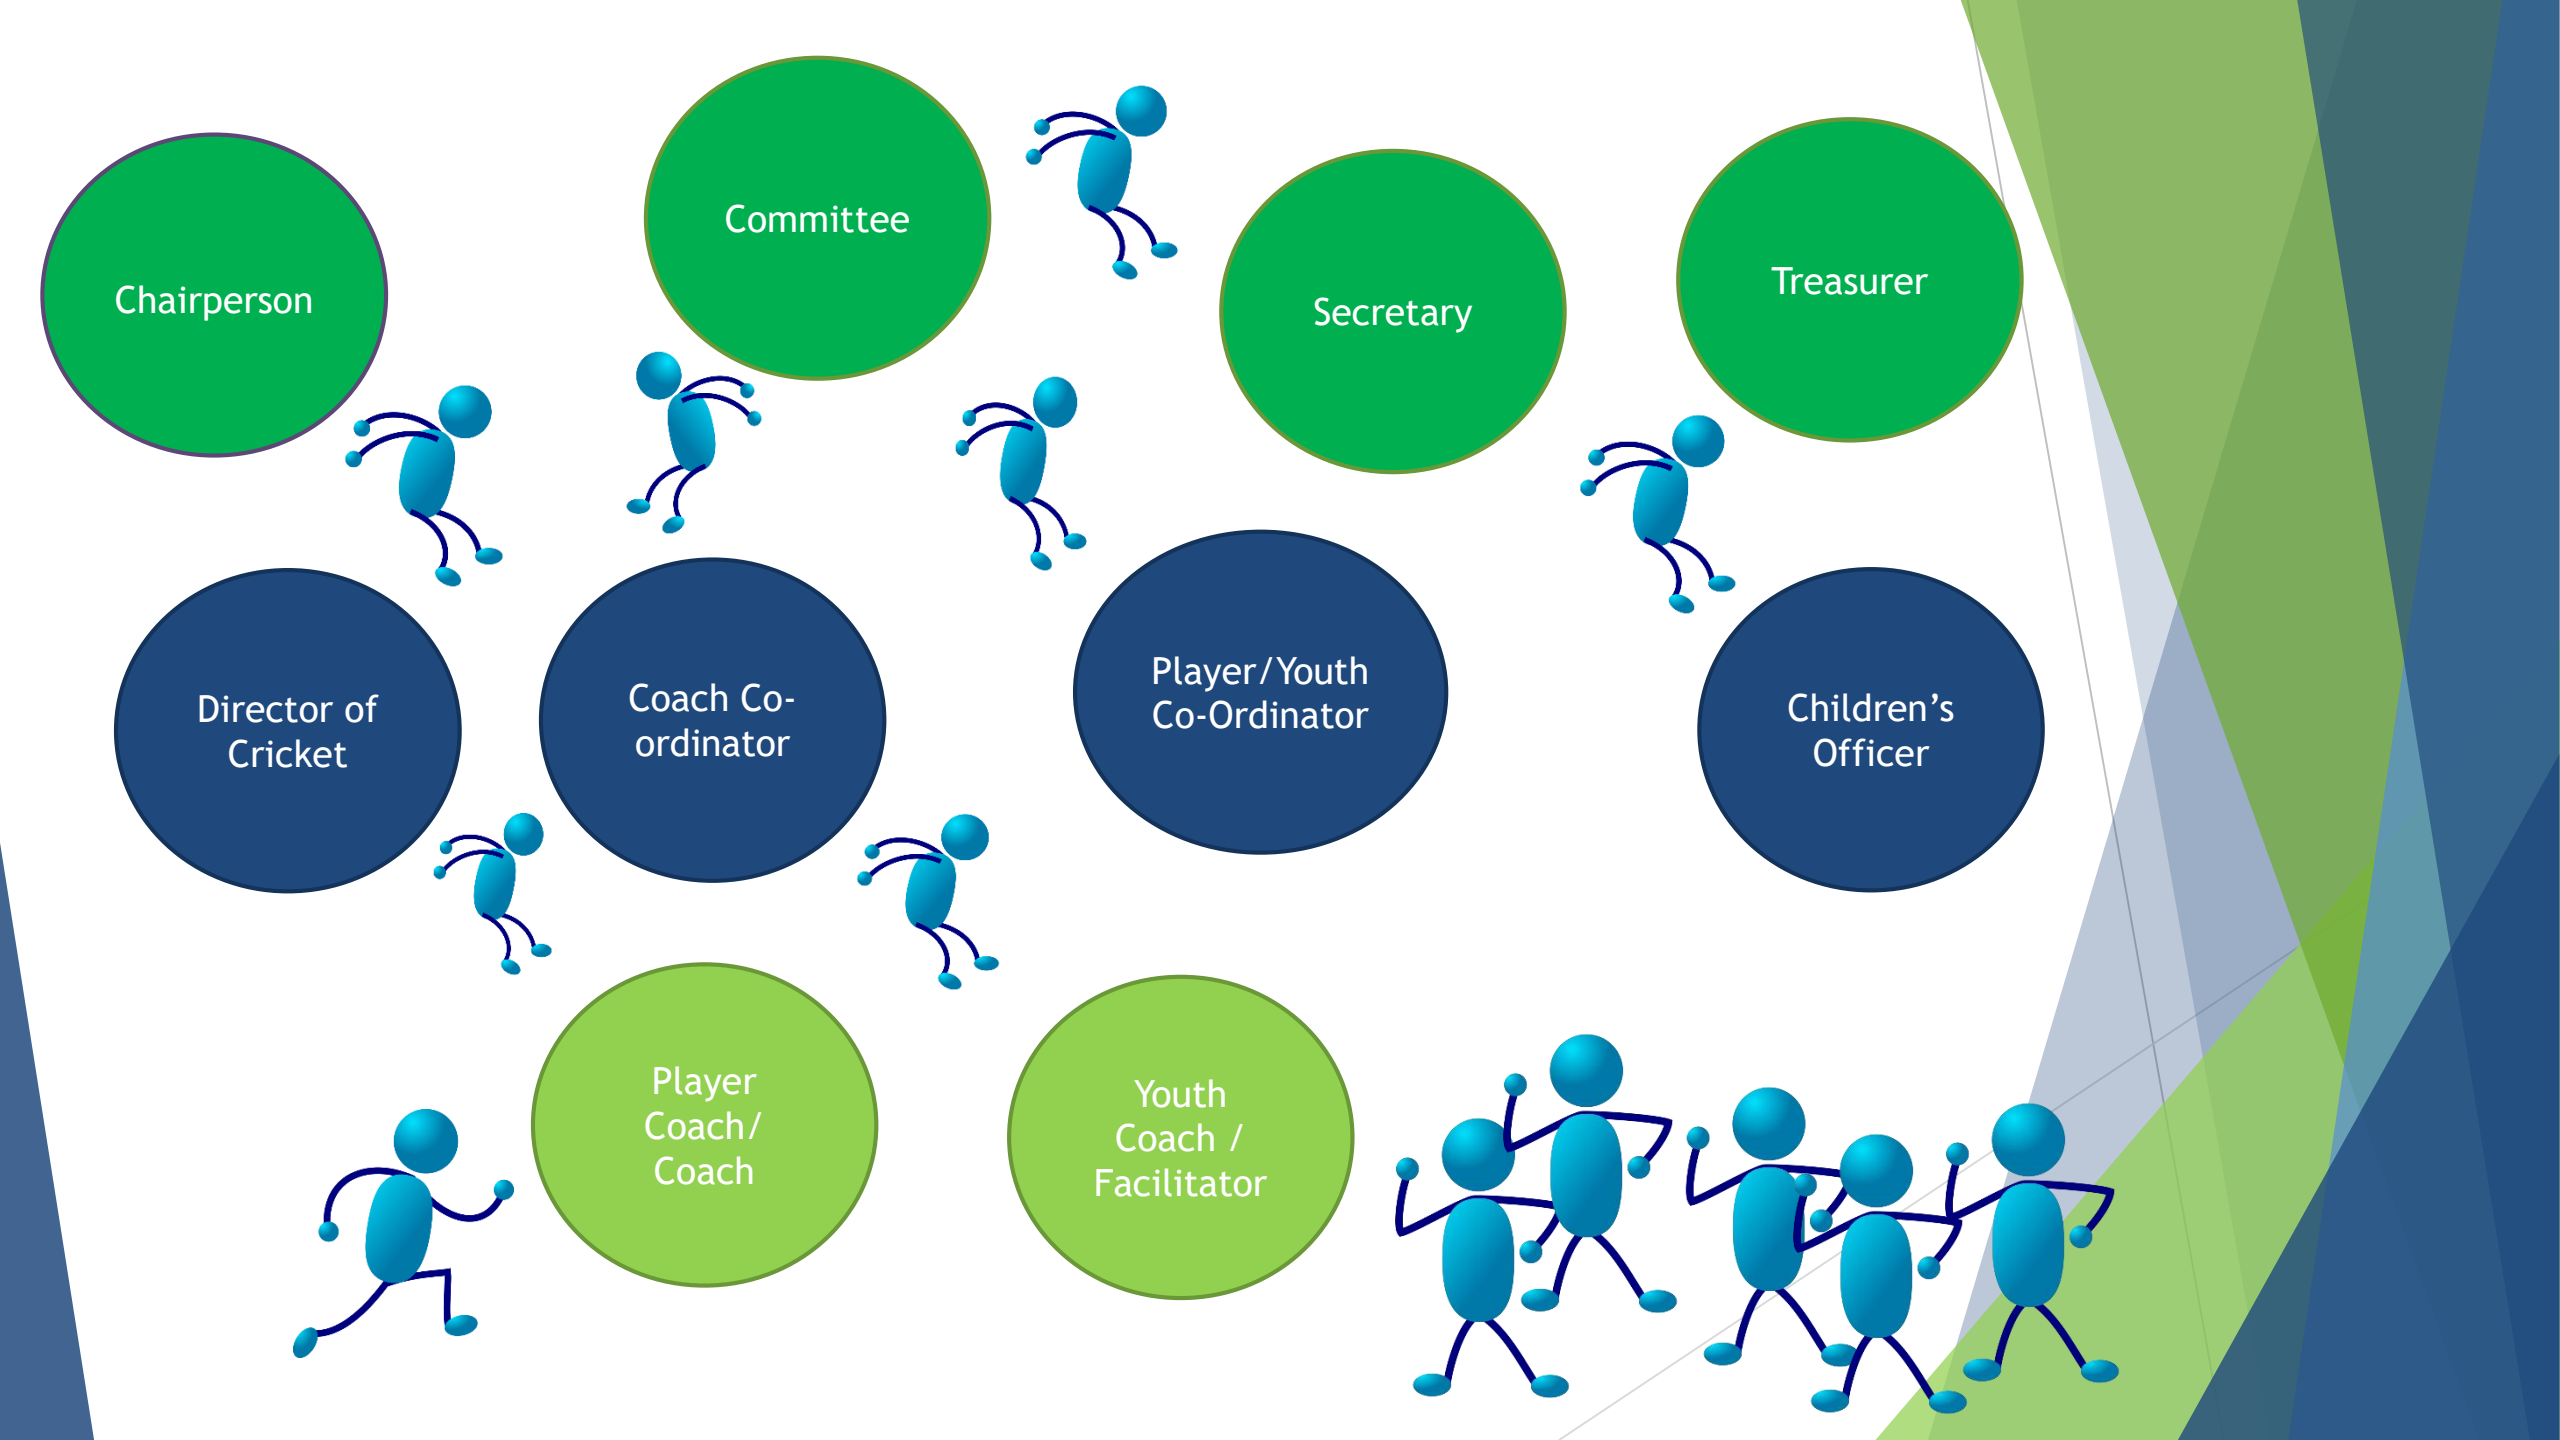 Chairperson
Committee
Secretary
Treasurer
Director of
Cricket
Coach Co-
ordinator
Player/Youth
Co-Ordinator
Children’s
Officer
Player
Coach/
Coach
Youth
Coach /
Facilitator